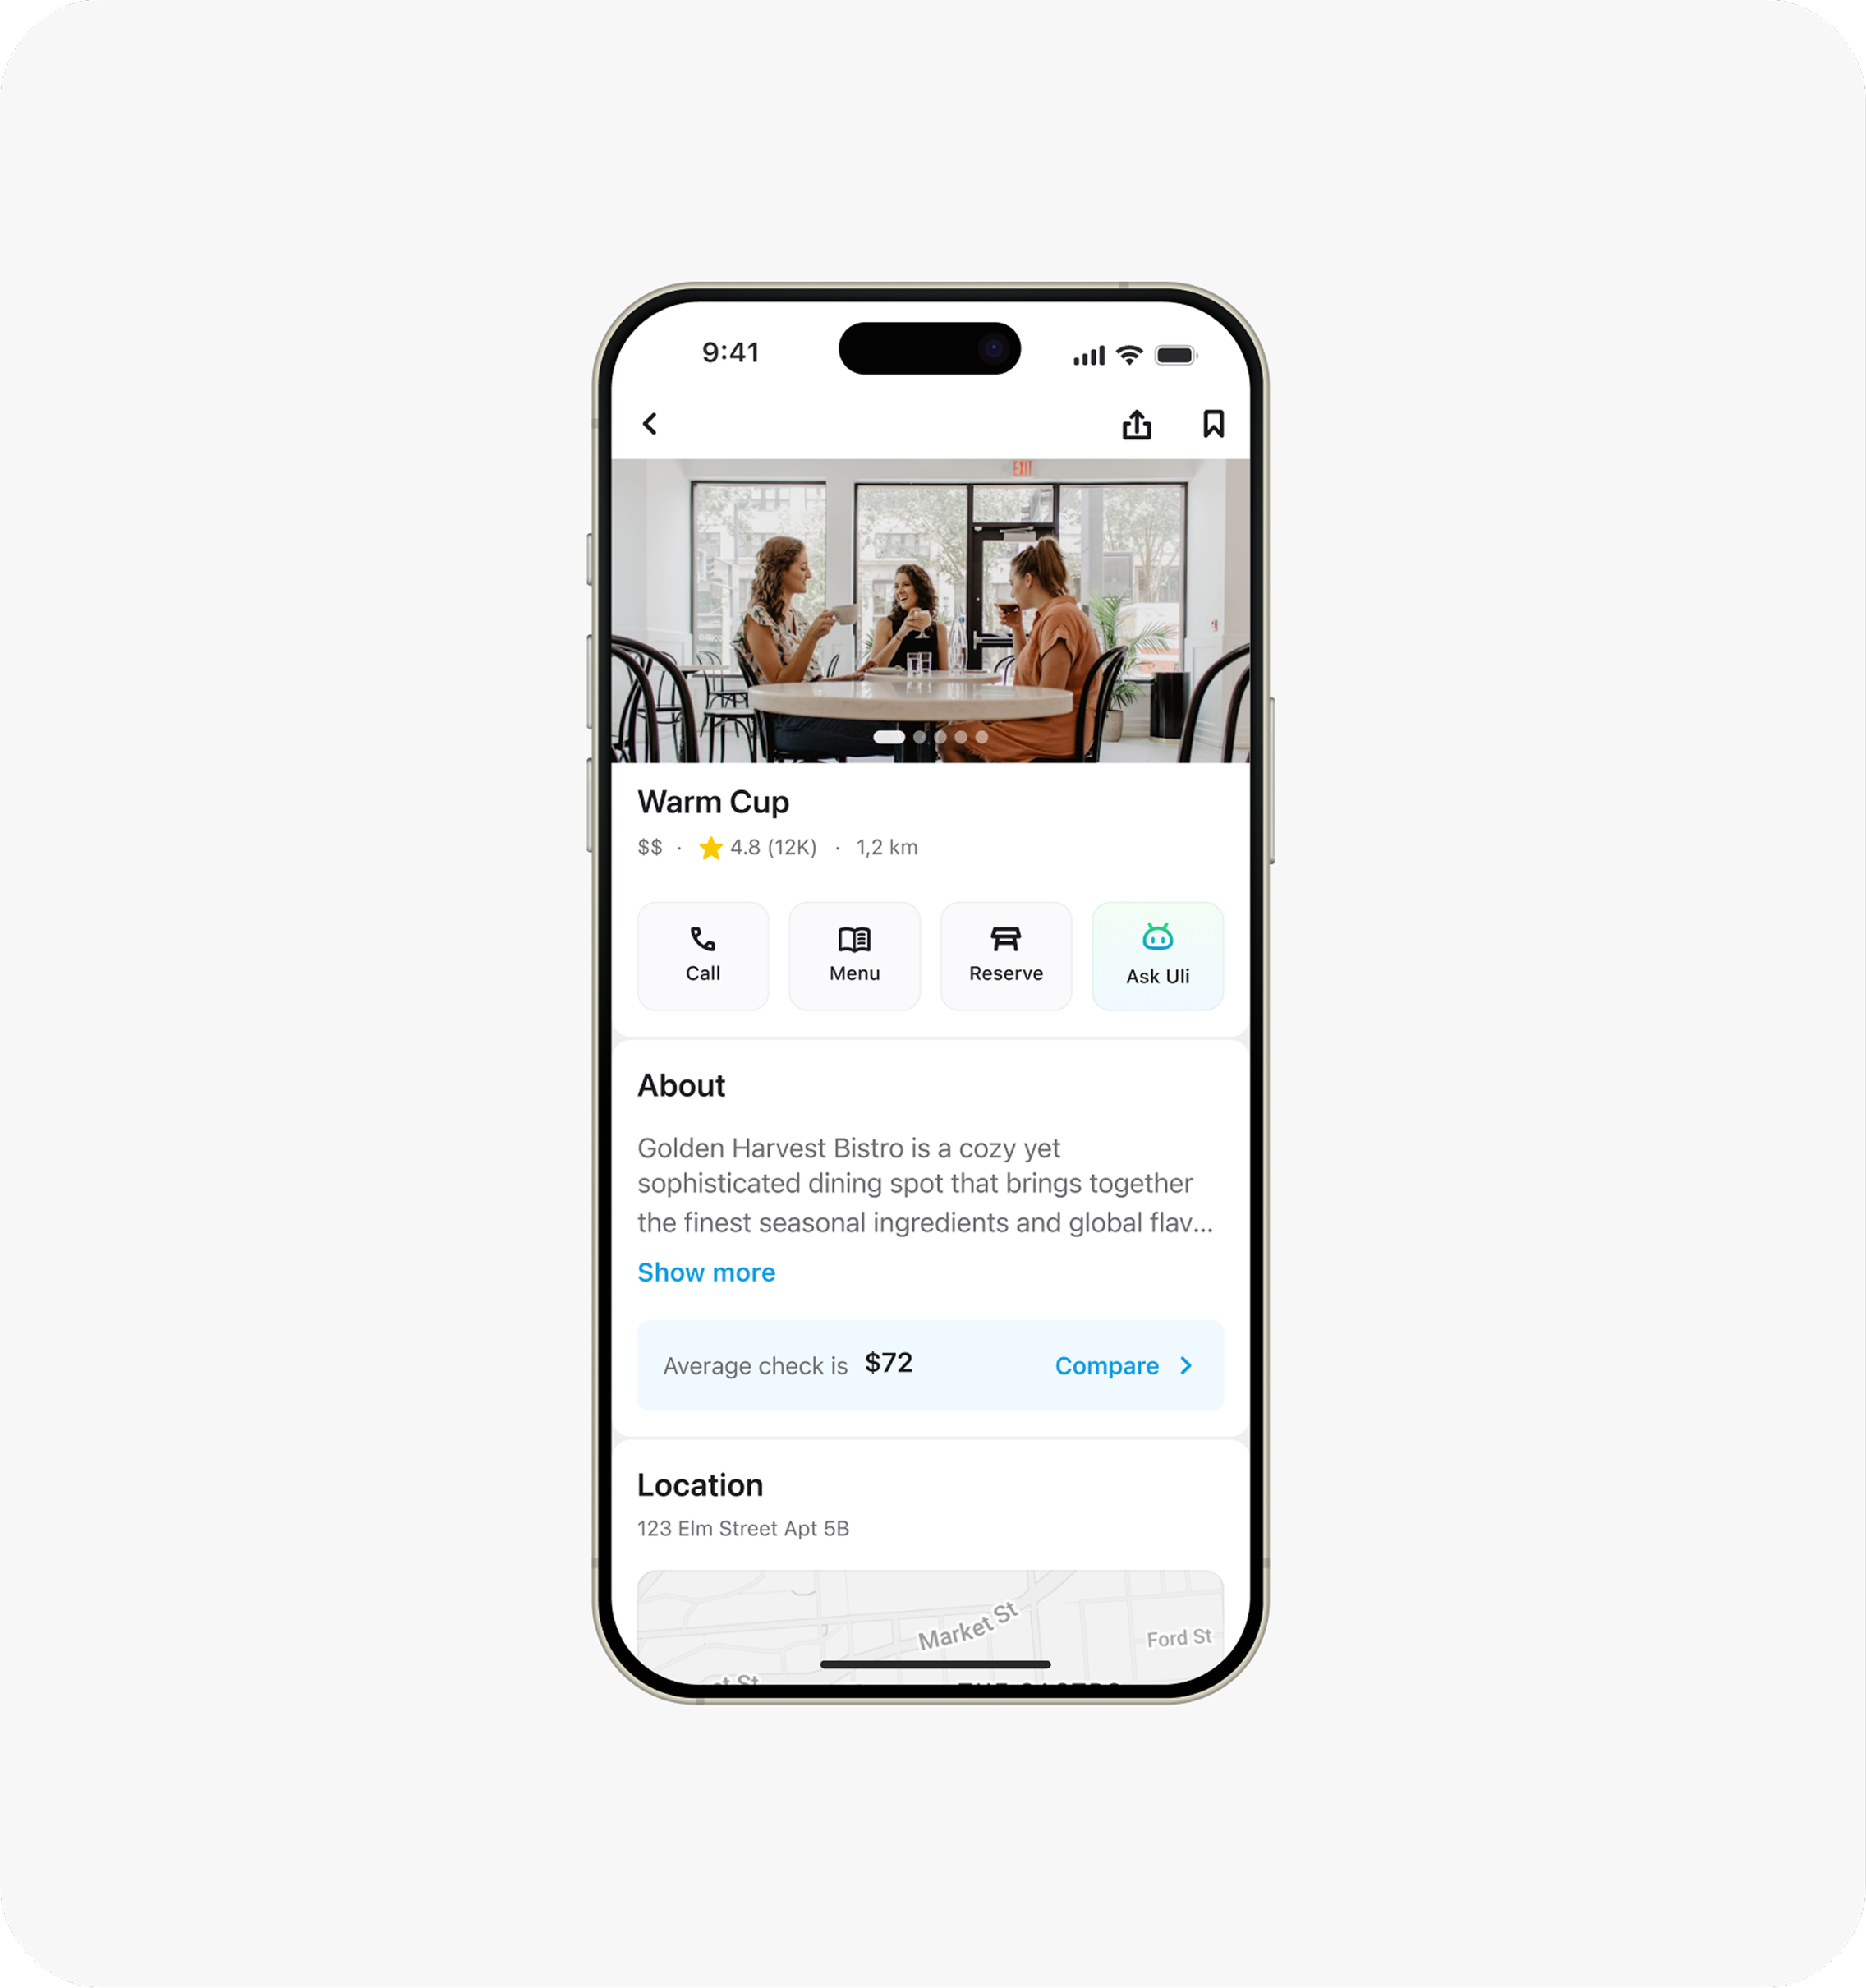 9:41
EXIT
Warm Cup
$$ · 4.8 (12K) · 1,2 km
Call
Menu
Reserve
Ask Uli
About
Golden Harvest Bistro is a cozy yet
sophisticated dining spot that brings together
the finest seasonal ingredients and global flav...
Show more
Average check is $72
Compare
Location
123 Elm Street Apt 5B
Market St
Ford St